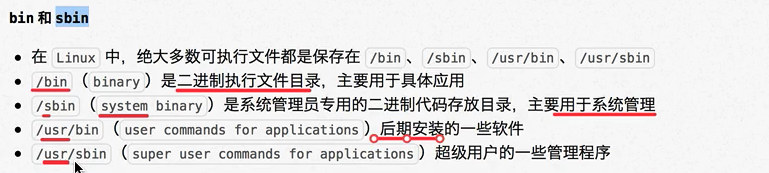 bin 和 sbin
在 Linux 中，绝大多数可执行文件都是保存在 /bin、/sbin、/usr/bin、/usr/sbin
/bin（binary）是二进制执行文件目录，主要用于具体应用
/sbin（system binary）是系统管理员专用的二进制代码存放目录，主要用于系统管理
/usr/bin（user commands for applications）后期安装的一些软件
/usr/sbin（super user commands for applications）超级用户的一些管理程序